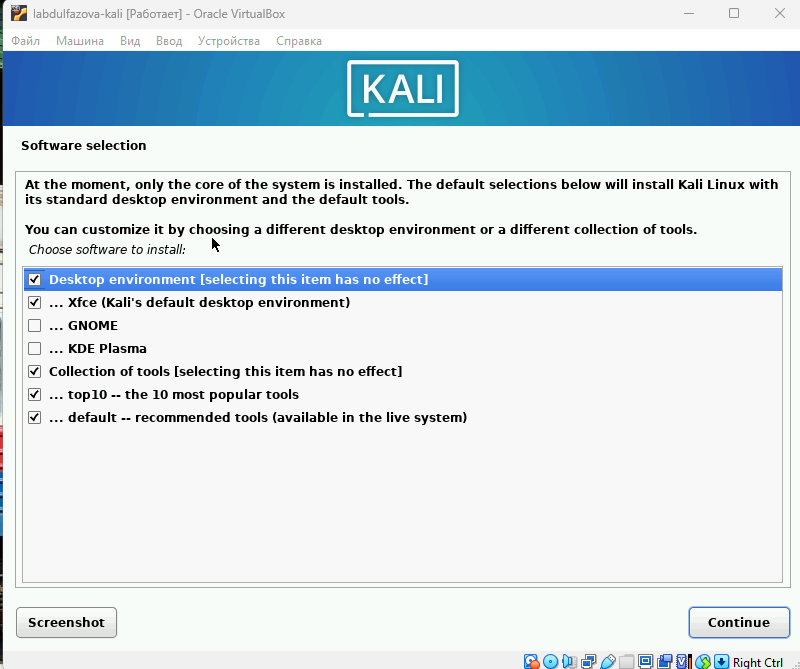 labdulfazova-kali [Работает] - Oracle VirtualBox
Файл Машина Вид Ввод Устройства Справка
KALI
Software selection
At the moment, only the core of the system is installed. The default selections below will install Kali Linux with
its standard desktop environment and the default tools.
You can customize it by choosing a different desktop environment or a different collection of tools.
Choose software to install:
Desktop environment [selecting this item has no effect]
... Xfce (Kali's default desktop environment)
... GNOME
... KDE Plasma
Collection of tools [selecting this item has no effect]
... top10 -- the 10 most popular tools
... default -- recommended tools (available in the live system)
Screenshot Continue
Right Ctrl